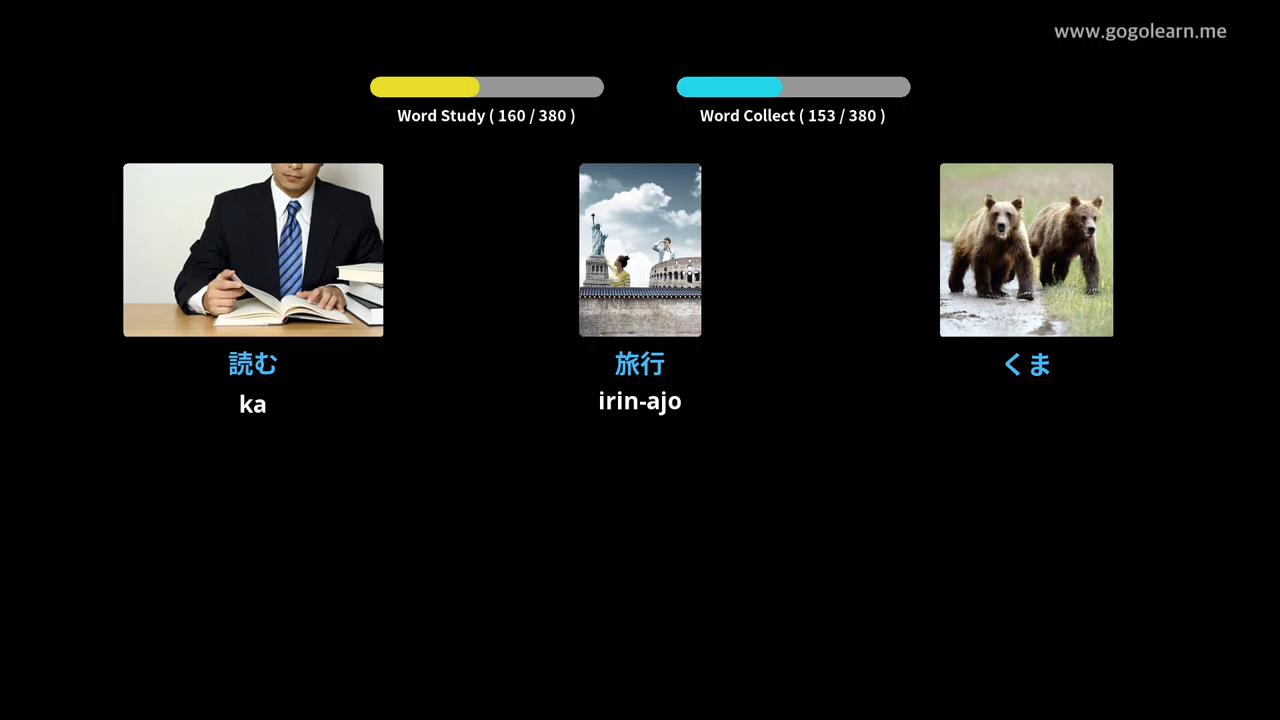 www.gogolearn.me
Word Study ( 160 / 380 )
Word Collect ( 153 / 380 )
読む
旅行
くま
ka
irin-ajo